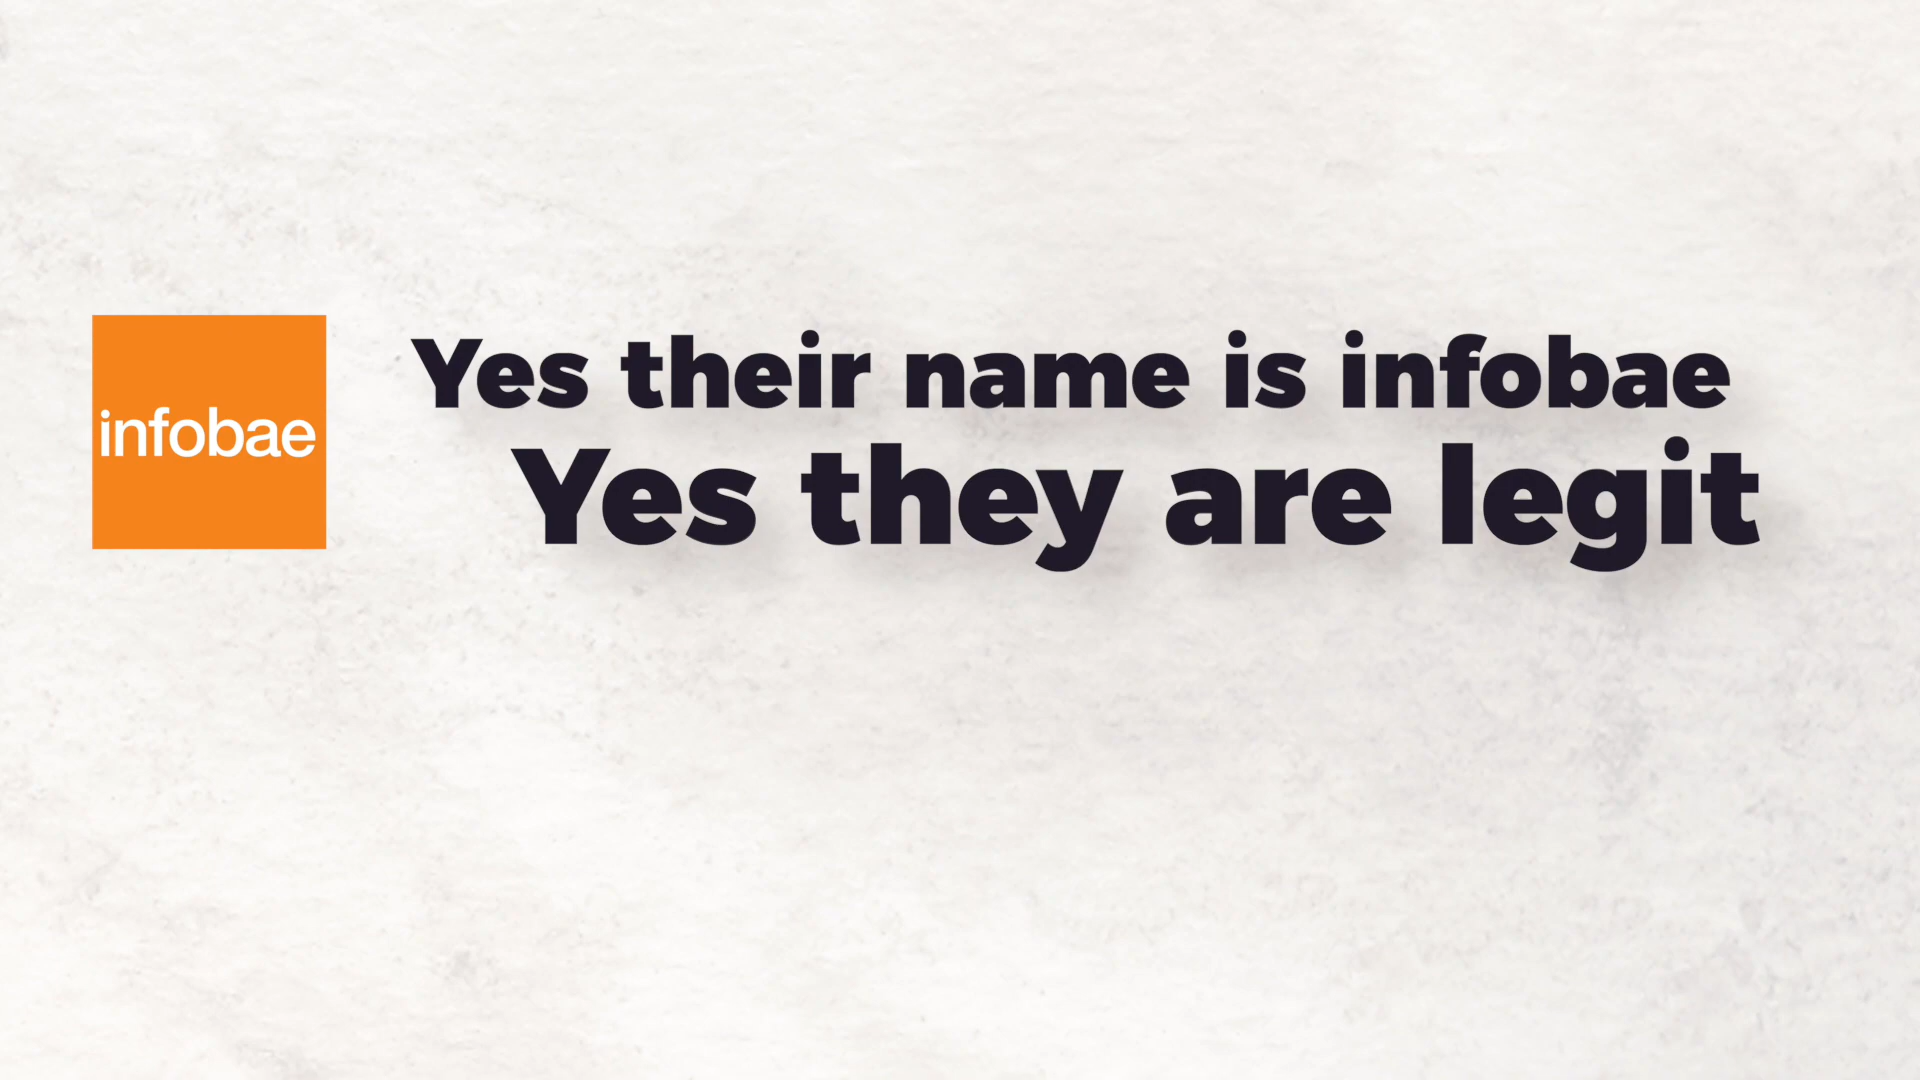 infobae
Yes their name is infobae
Yes they are legit